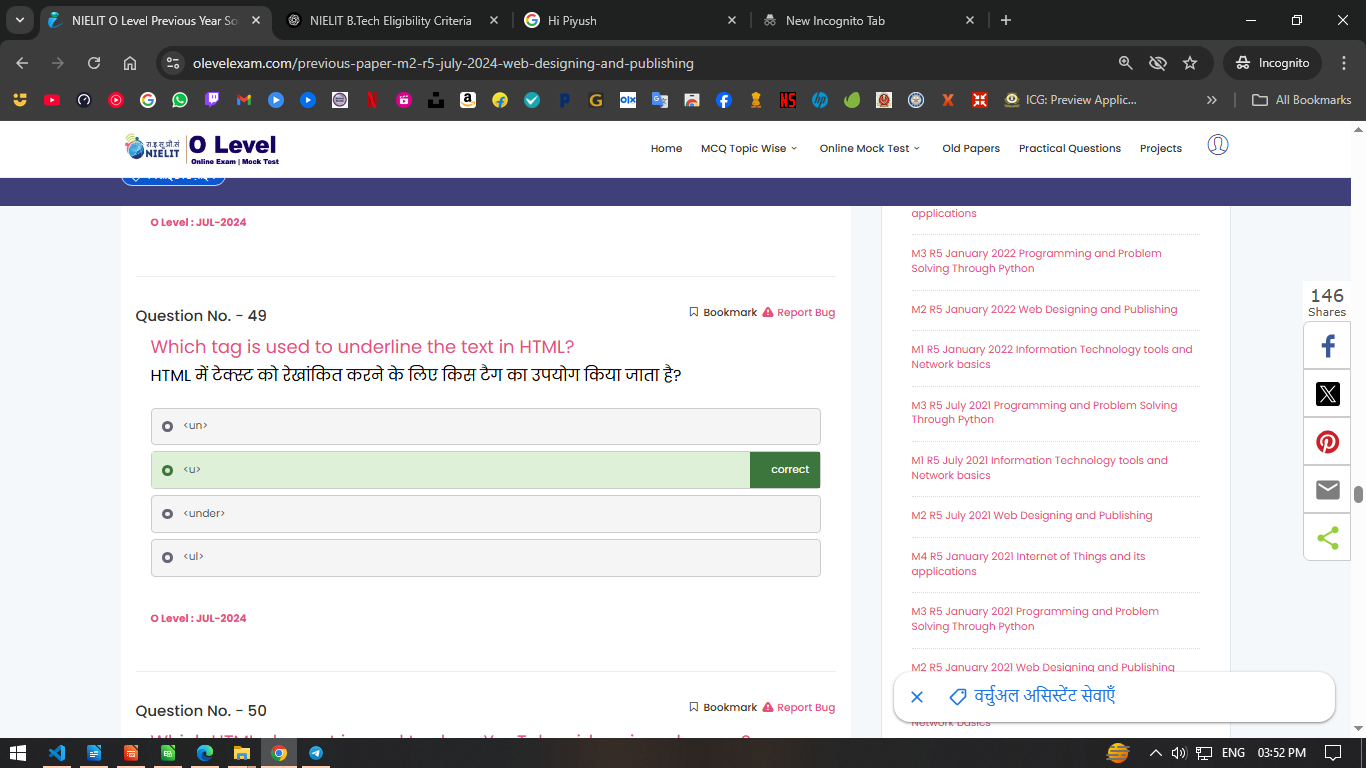 NIELIT O Level Previous Year So
NIELIT B.Tech Eligibility Criteria
Hi Piyush
New Incognito Tab
olevelexam.com/previous-paper-m2-r5-july-2024-web-designing-and-publishing
Incognito
ICG: Preview Applic...
All Bookmarks
रा.इ.सू.प्रौ.सं
NIELIT
O Level
Online Exam | Mock Test
Home
MCQ Topic Wise
Online Mock Test
Old Papers
Practical Questions
Apps Projects
O Level : JUL-2024
Question No. - 49
Bookmark
Report Bug
Which tag is used to underline the text in HTML?
HTML में टेक्स्ट को रेखांकित करने के लिए किस टैग का उपयोग किया जाता है?
<un>
<u>
correct
<under>
<ul>
O Level : JUL-2024
Question No. - 50
Bookmark
Report Bug
applications
M3 R5 January 2022 Programming and Problem
Solving Through Python
M2 R5 January 2022 Web Designing and Publishing
M1 R5 January 2022 Information Technology tools and
Network basics
M3 R5 July 2021 Programming and Problem Solving
Through Python
M1 R5 July 2021 Information Technology tools and
Network basics
M2 R5 July 2021 Web Designing and Publishing
M4 R5 January 2021 Internet of Things and its
applications
M3 R5 January 2021 Programming and Problem
Solving Through Python
M2 R5 January 2021 Web Designing and Publishing
Network basics
वर्चुअल असिस्टेंट सेवाएँ
146
Shares
ENG
03:52 PM